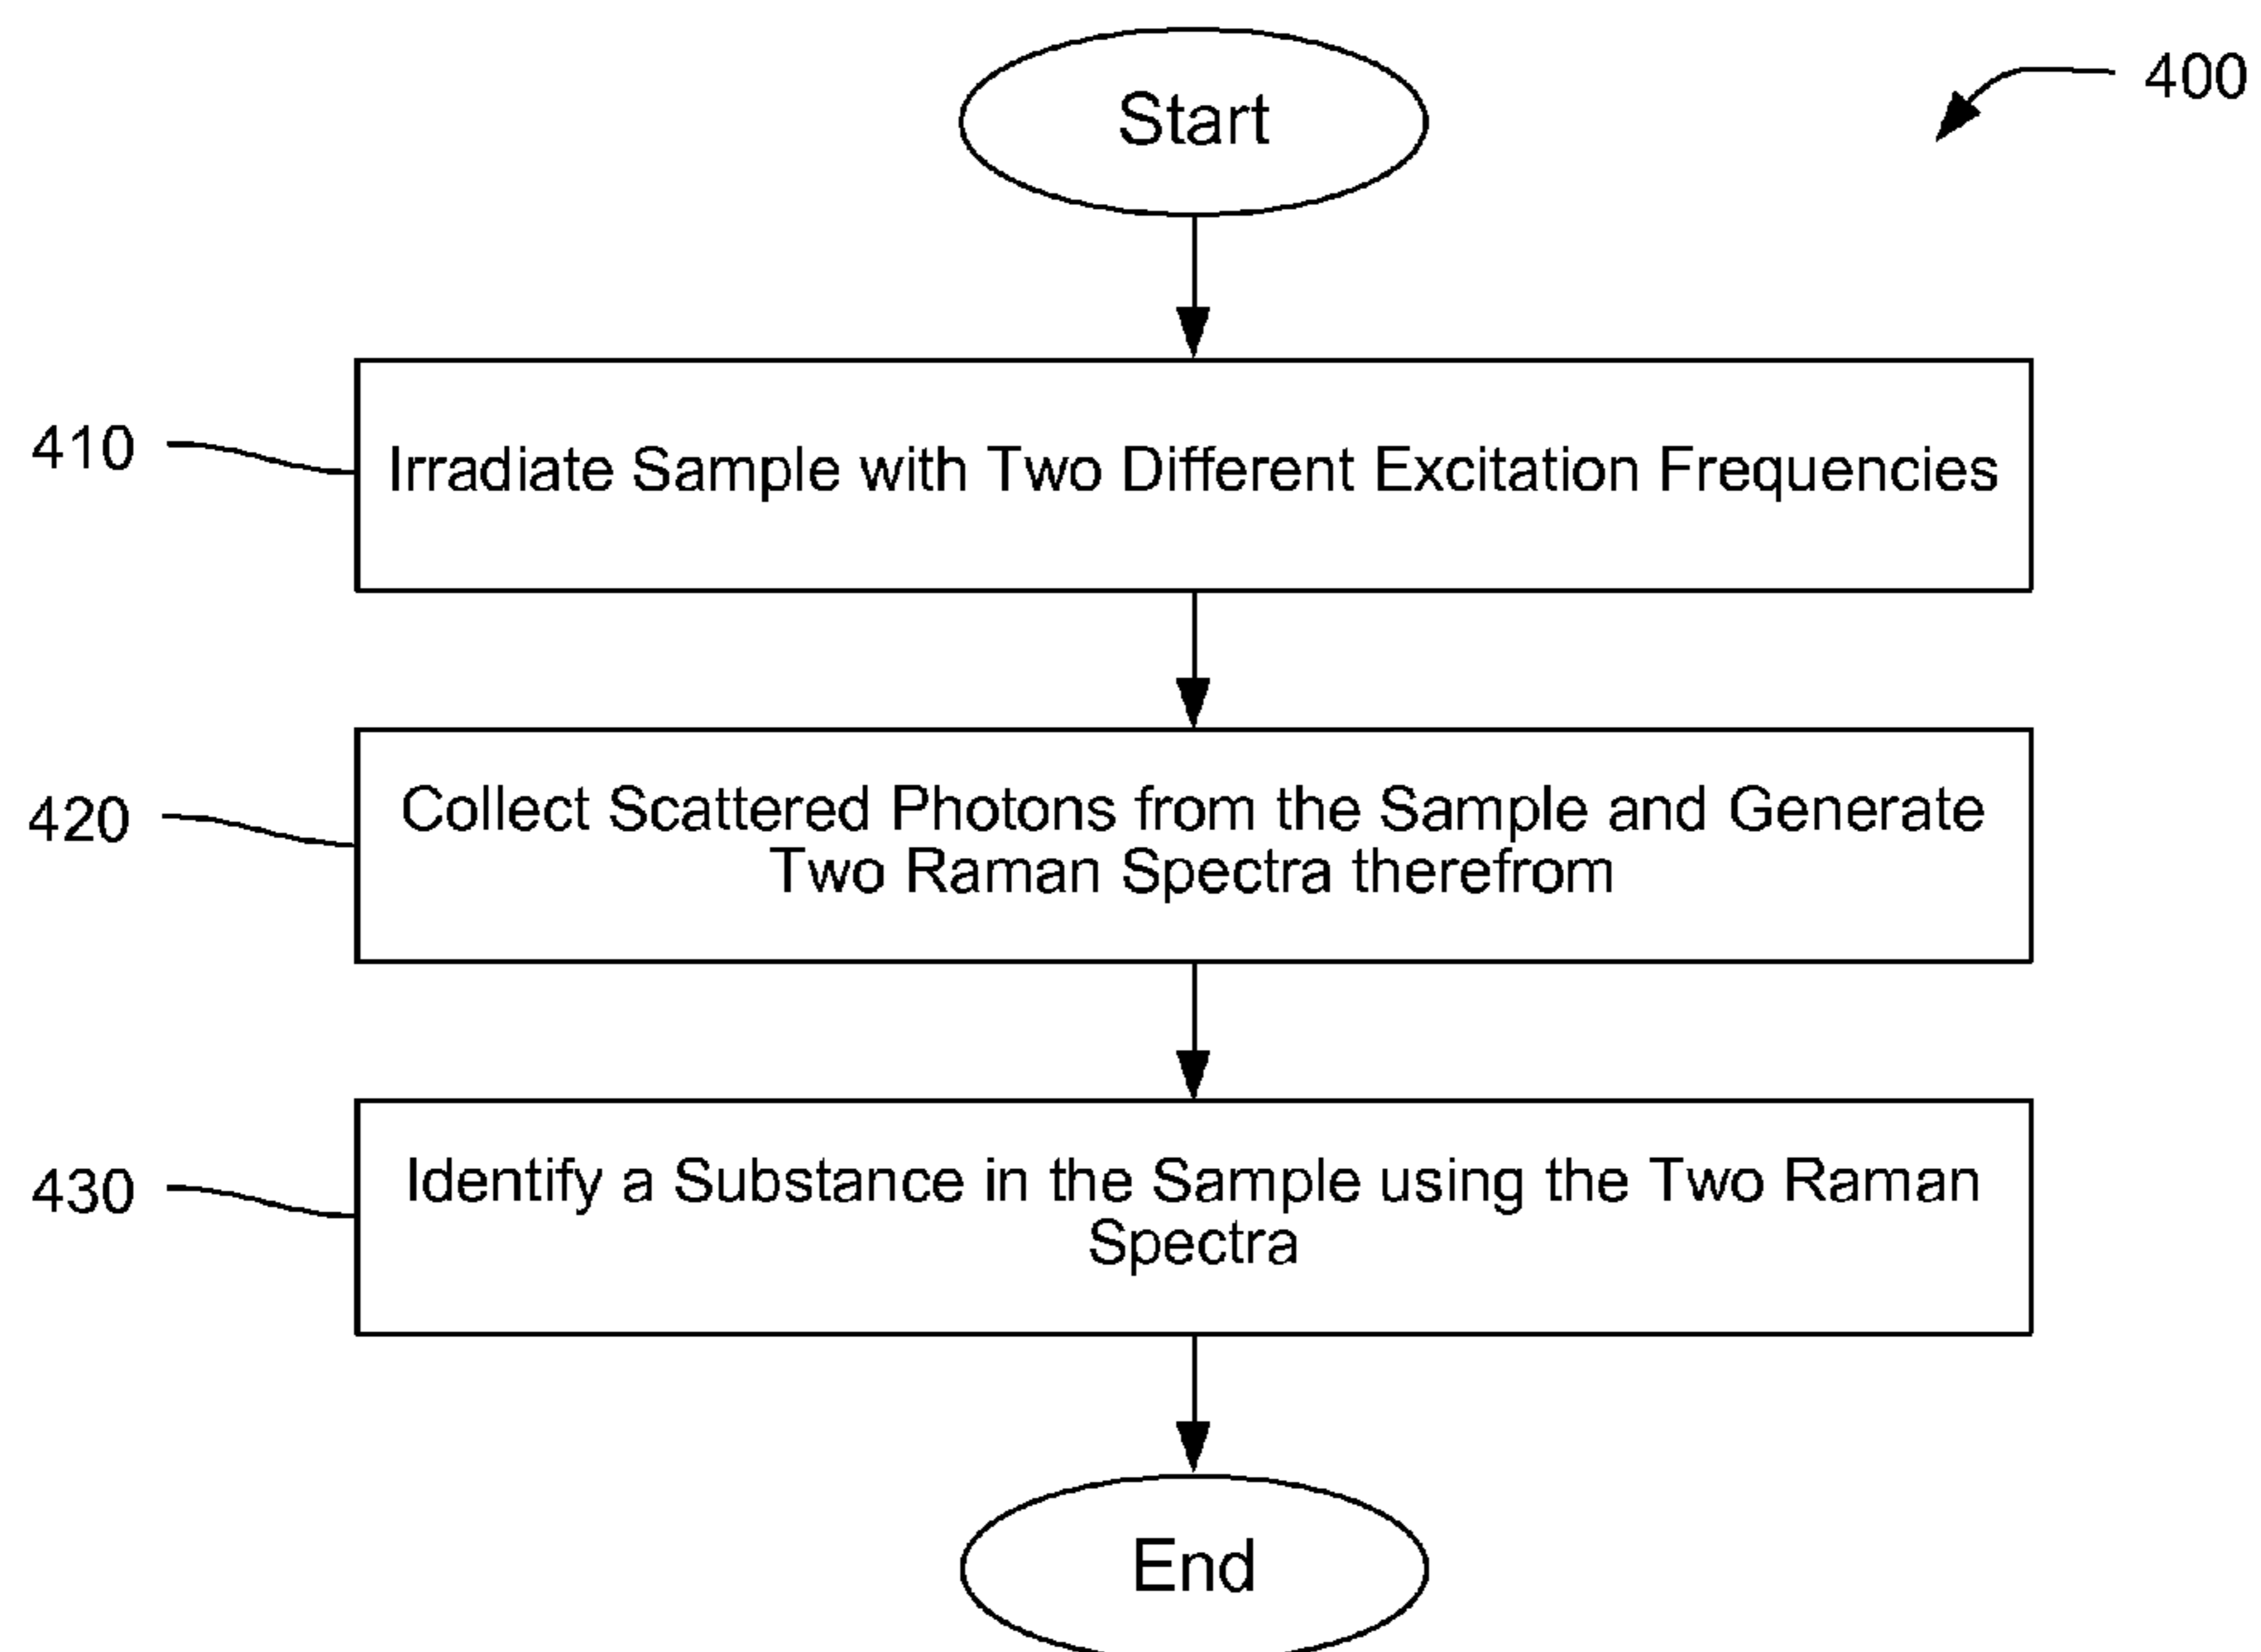 Start
400
410
Irradiate Sample with Two Different Excitation Frequencies
420
Collect Scattered Photons from the Sample and Generate
Two Raman Spectra therefrom
430
Identify a Substance in the Sample using the Two Raman
Spectra
End